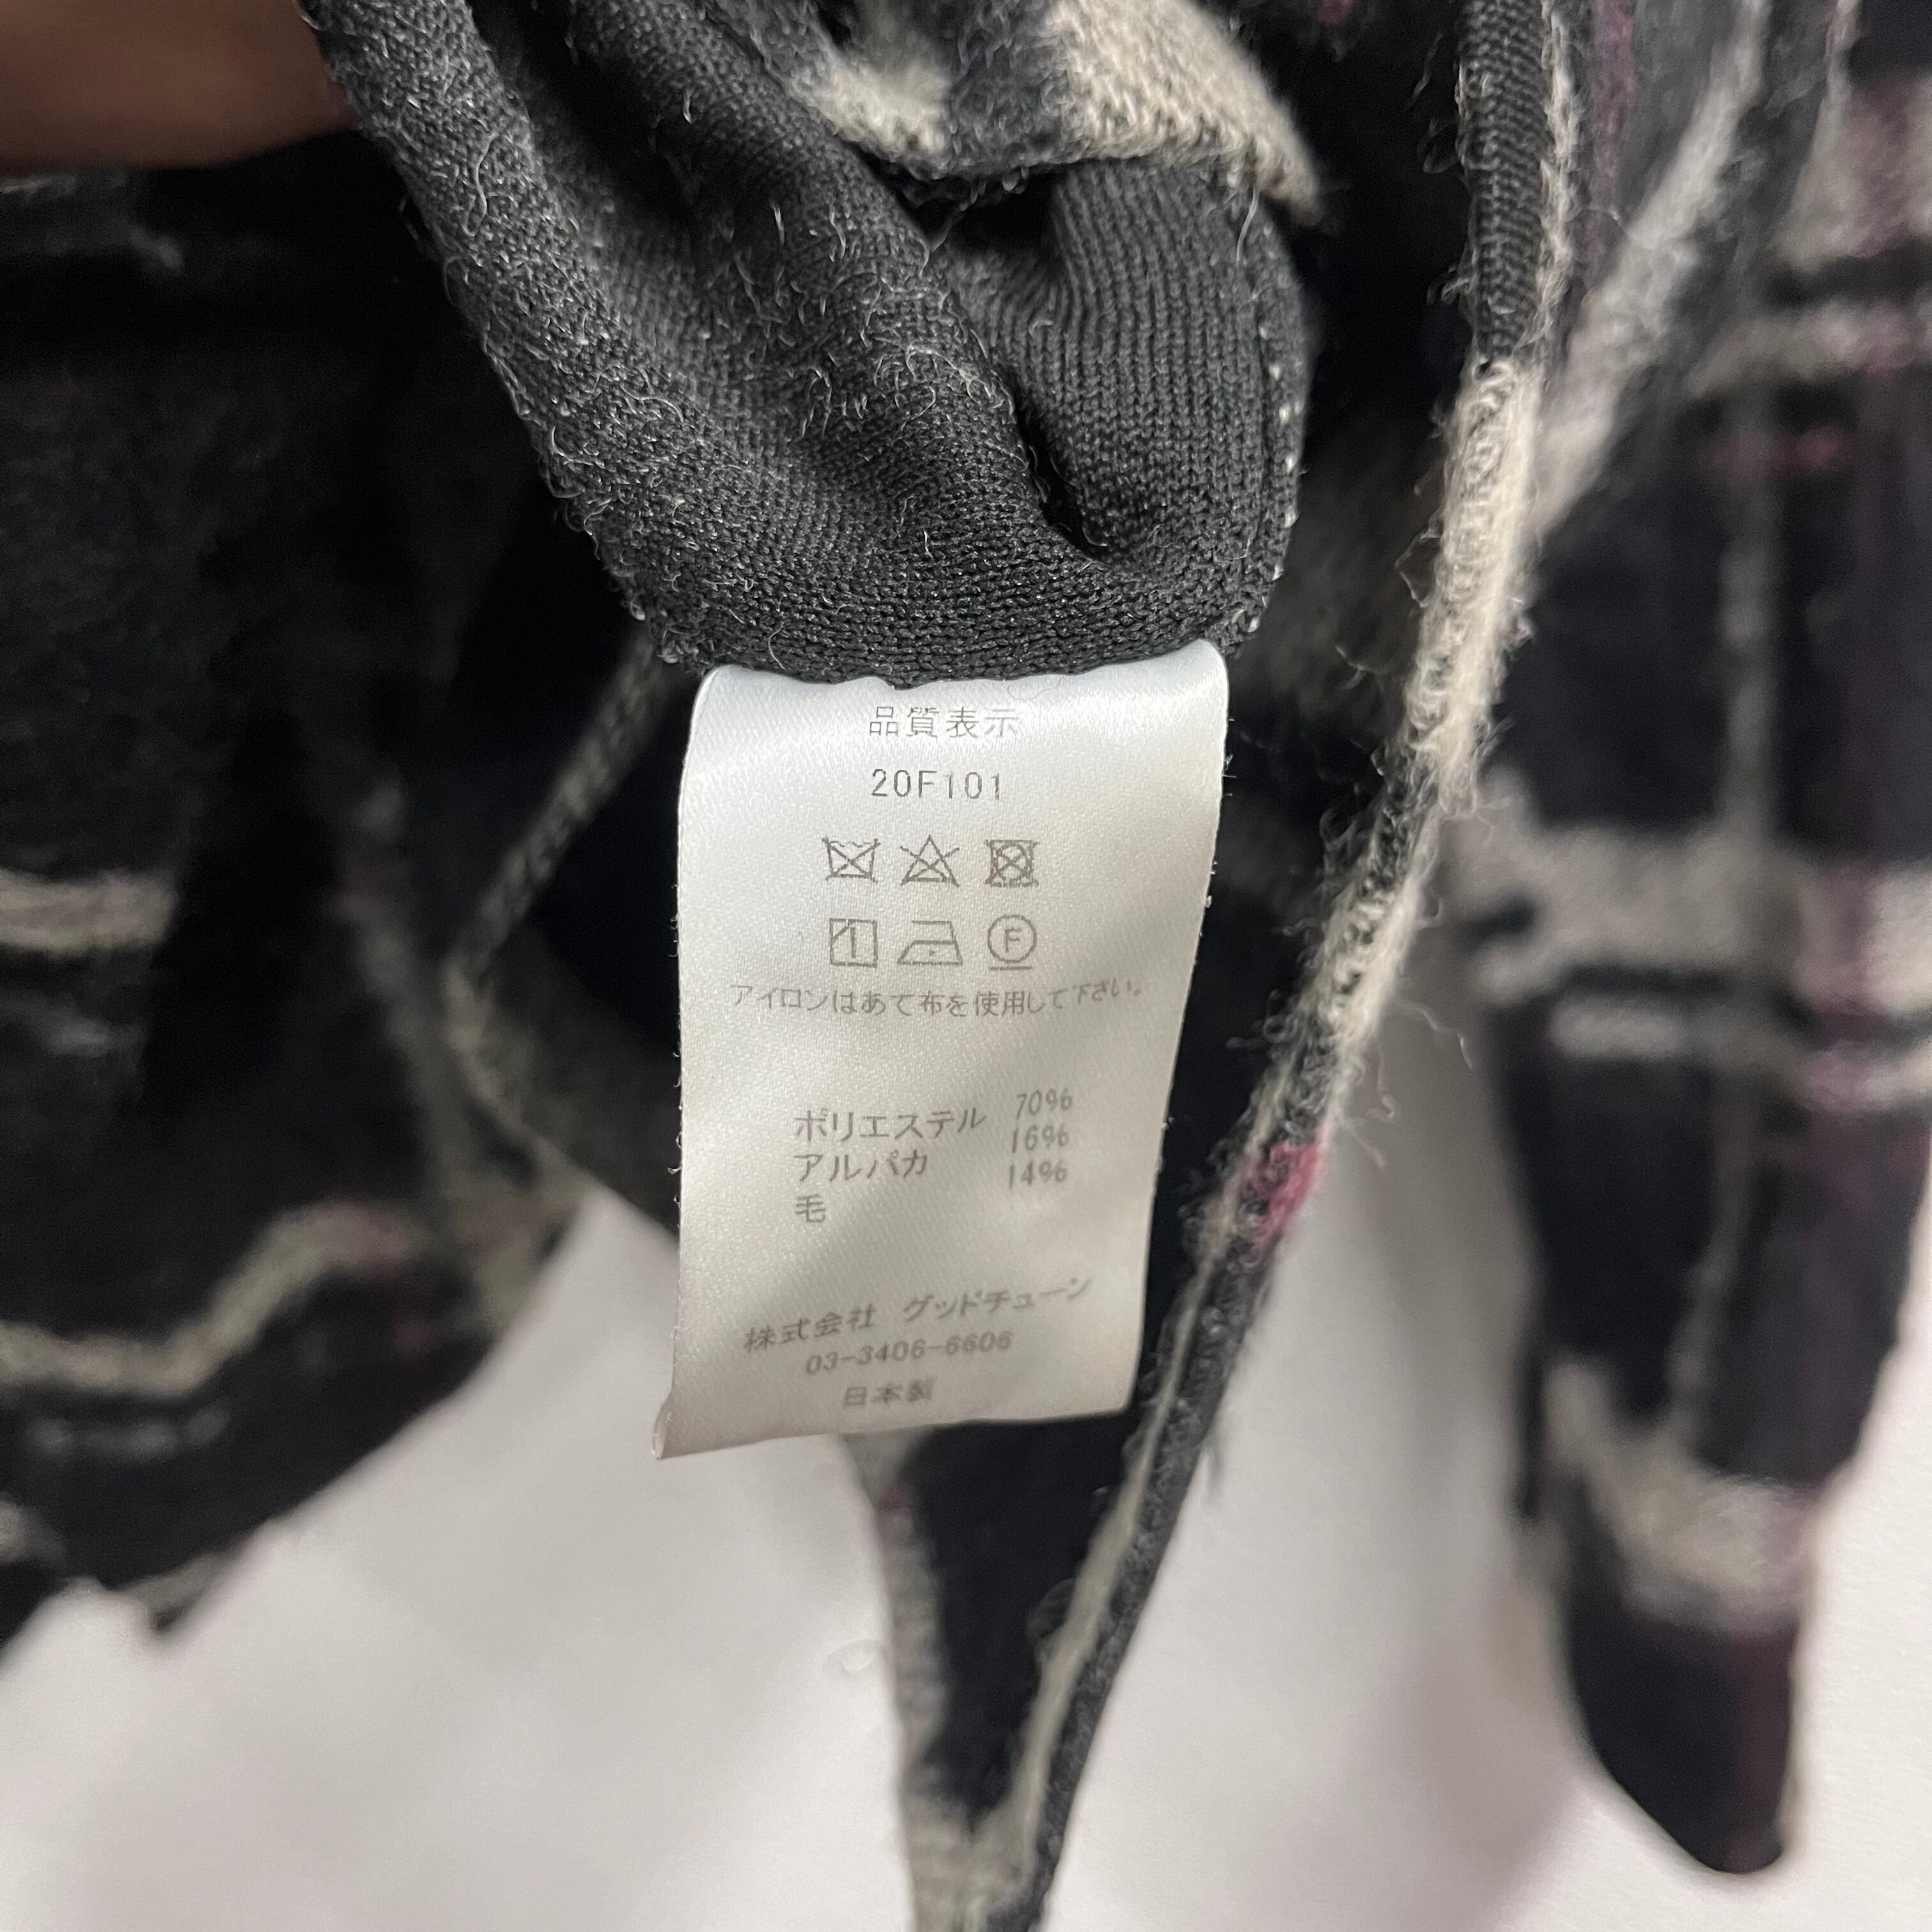 品質表示
20F101
F
アイロンはあて布を使用して下さい。
ポリエステル 70%
アルパカ 16%
毛 14%
株式会社 グッドチューン
03-3406-6606
日本製